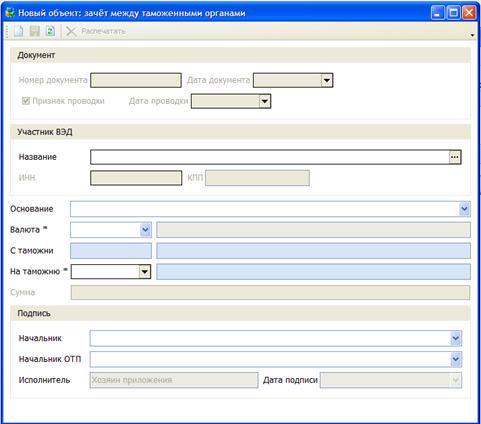 Новый объект: зачёт между таможенными органами
Распечатать
Документ
Номер документа Дата документа
Признак проводки Дата проводки
Участник ВЭД
Название ...
ИНН КПП
Основание
Валюта *
С таможни
На таможню *
Сумма
Подпись
Начальник
Начальник ОТП
Исполнитель Хозяин приложения Дата подписи